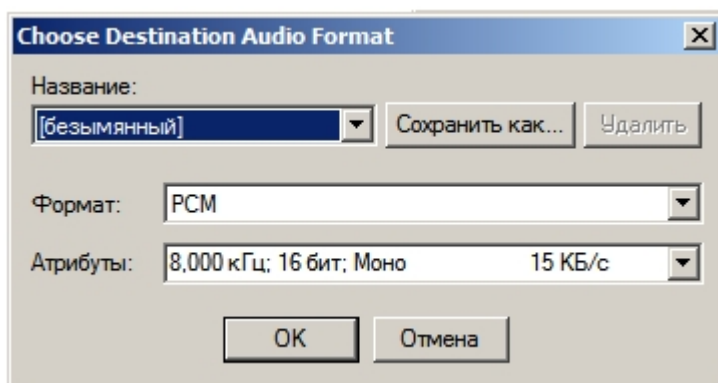 Choose Destination Audio Format
Название:
[безымянный] Сохранить как... Удалить
Формат: PCM
Атрибуты: 8,000 кГц; 16 бит; Моно 15 КБ/с
OK Отмена